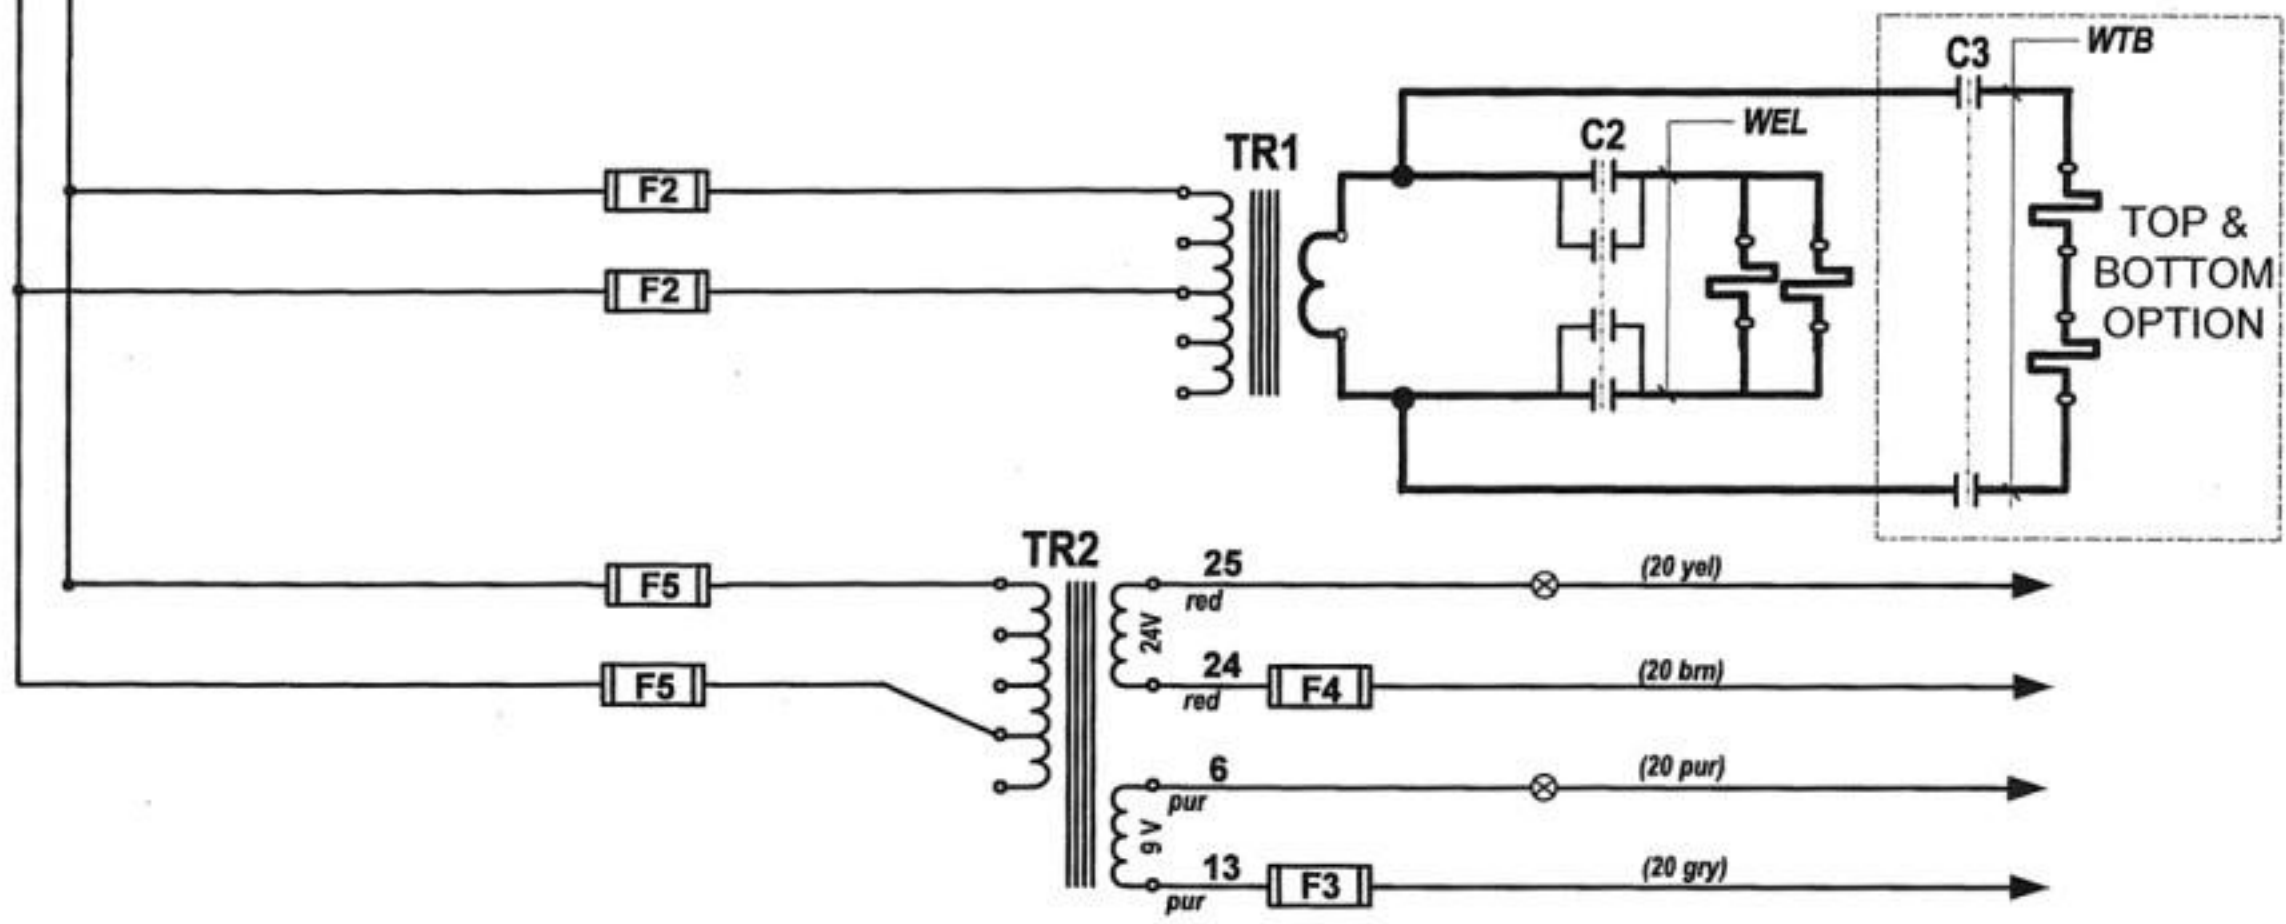 C3
WTB
C2
WEL
TR1
F2
F2
TOP &
BOTTOM
OPTION
TR2
F5
25
red
24V
(20 yel)
F5
24
red
F4
(20 brn)
6
pur
9 V
(20 pur)
13
pur
F3
(20 gry)